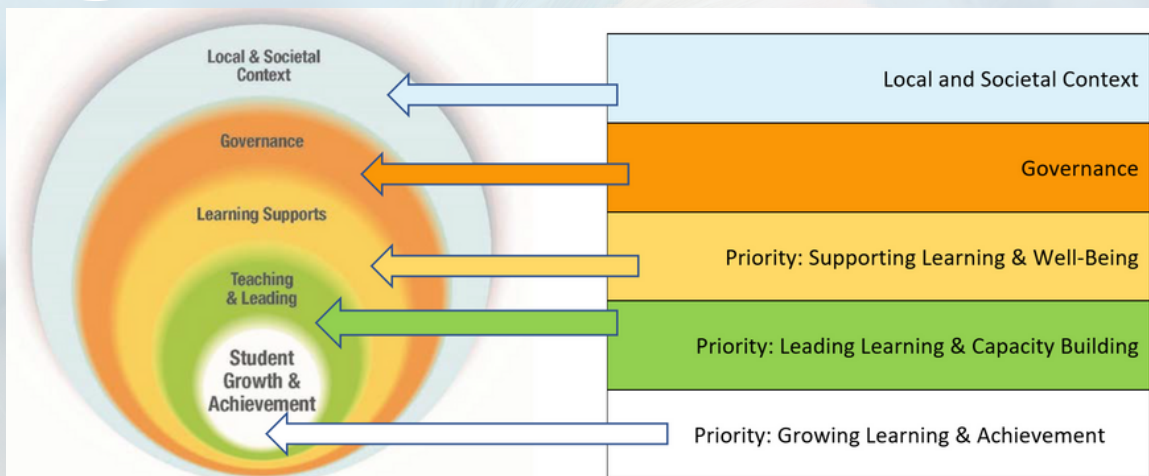 Local & Societal
Context
Governance
Learning Supports
Teaching
& Leading
Student
Growth &
Achievement
Local and Societal Context
Governance
Priority: Supporting Learning & Well-Being
Priority: Leading Learning & Capacity Building
Priority: Growing Learning & Achievement